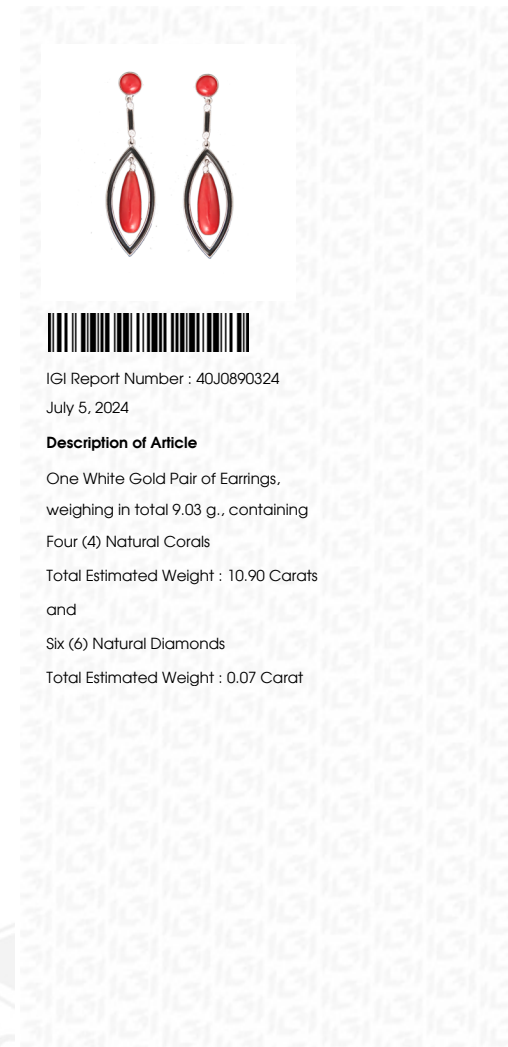 IGI Report Number : 40J0890324
July 5, 2024
Description of Article
One White Gold Pair of Earrings,
weighing in total 9.03 g., containing
Four (4) Natural Corals
Total Estimated Weight : 10.90 Carats
and
Six (6) Natural Diamonds
Total Estimated Weight : 0.07 Carat